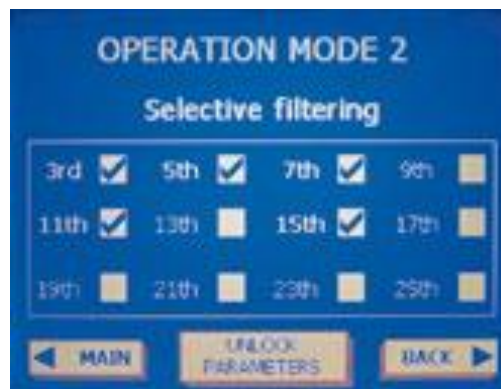 OPERATION MODE 2
Selective filtering
3rd 5th 7th 9th
11th 13th 15th 17th
19th 21th 23th 25th
MAIN UNLOCK PARAMETERS BACK